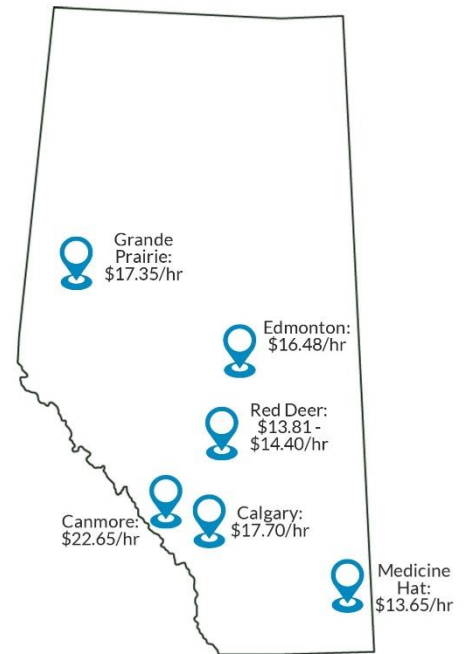 Grande
Prairie:
$17.35/hr
Edmonton:
$16.48/hr
Red Deer:
$13.81 -
$14.40/hr
Canmore:
$22.65/hr
Calgary:
$17.70/hr
Medicine
Hat:
$13.65/hr